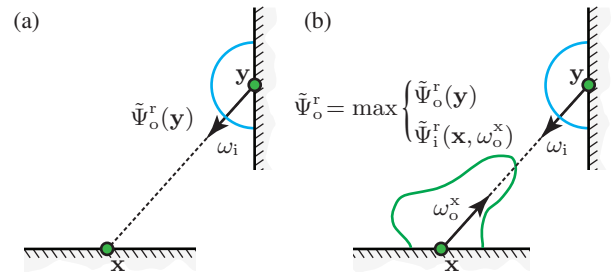 (a)
y
Ψ̃ᵣₒ(y)
ωᵢ
x
(b)
y
Ψ̃ʳₒ = max { Ψ̃ʳₒ(y)
Ψ̃ʳᵢ(x, ωₒˣ)
ωᵢ
ωₒˣ
x